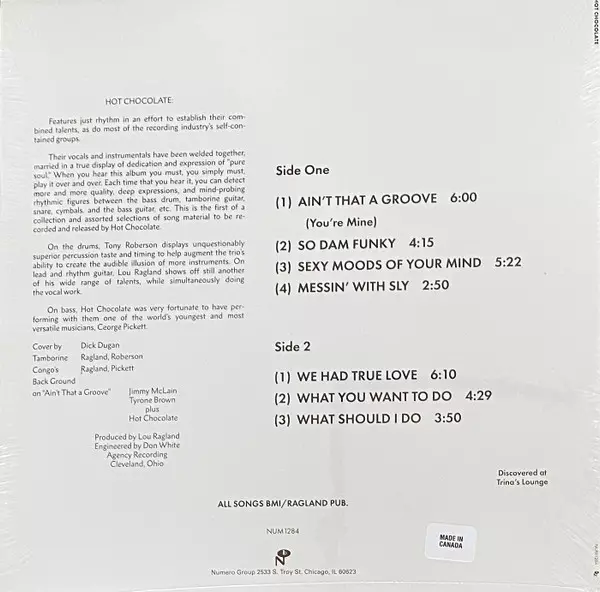 HOT CHOCOLATE
HOT CHOCOLATE:
Features just rhythm in an effort to establish their com-
bined talents, as do most of the recording industry's self-con-
tained groups.
Their vocals and instrumentals have been welded together,
married in a true display of dedication and expression of "pure
soul." When you hear this album you must, you simply must,
play it over and over. Each time that you hear it, you can detect
more and more quality, deep expressions, and mind-probing
rhythmic figures between the bass drum, tamborine guitar,
snare, cymbals, and the bass guitar, etc. This is the first of a
collection and assorted selections of song material to be re-
corded and released by Hot Chocolate.
On the drums, Tony Roberson displays unquestionably
superior percussion taste and timing to help augment the trio's
ability to create the audible illusion of more instruments. On
lead and rhythm guitar, Lou Ragland shows off still another
of his wide range of talents, while simultaneously doing
the vocal work.
On bass, Hot Chocolate was very fortunate to have per-
forming with them one of the world's youngest and most
versatile musicians, George Pickett.
Cover by Dick Dugan
Tamborine Ragland, Roberson
Congo's Ragland, Pickett
Back Ground
on "Ain't That a Groove" Jimmy McLain
Tyrone Brown
plus
Hot Chocolate
Produced by Lou Ragland
Engineered by Don White
Agency Recording
Cleveland, Ohio
Side One
(1) AIN'T THAT A GROOVE 6:00
(You're Mine)
(2) SO DAM FUNKY 4:15
(3) SEXY MOODS OF YOUR MIND 5:22
(4) MESSIN' WITH SLY 2:50
Side 2
(1) WE HAD TRUE LOVE 6:10
(2) WHAT YOU WANT TO DO 4:29
(3) WHAT SHOULD I DO 3:50
Discovered at
Trina's Lounge
ALL SONGS BMI/RAGLAND PUB.
NUM1284
MADE IN
CANADA
Numero Group 2533 S. Troy St. Chicago, IL 60623